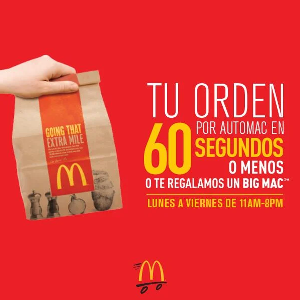 GOING THAT
EXTRA MILE
TU ORDEN
POR AUTOMAC EN
60 SEGUNDOS
O MENOS
O TE REGALAMOS UN BIG MAC™
LUNES A VIERNES DE 11AM-8PM